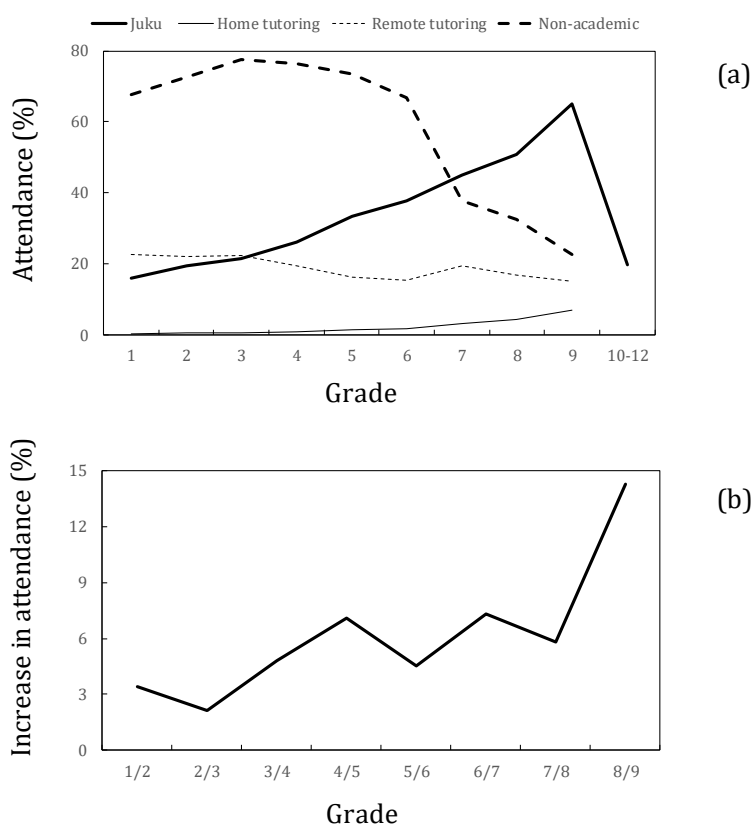 Juku Home tutoring Remote tutoring Non-academic
(a)
Attendance (%)
80
60
40
20
0
1 2 3 4 5 6 7 8 9 10-12
Grade
(b)
Increase in attendance (%)
15
12
9
6
3
0
1/2 2/3 3/4 4/5 5/6 6/7 7/8 8/9
Grade